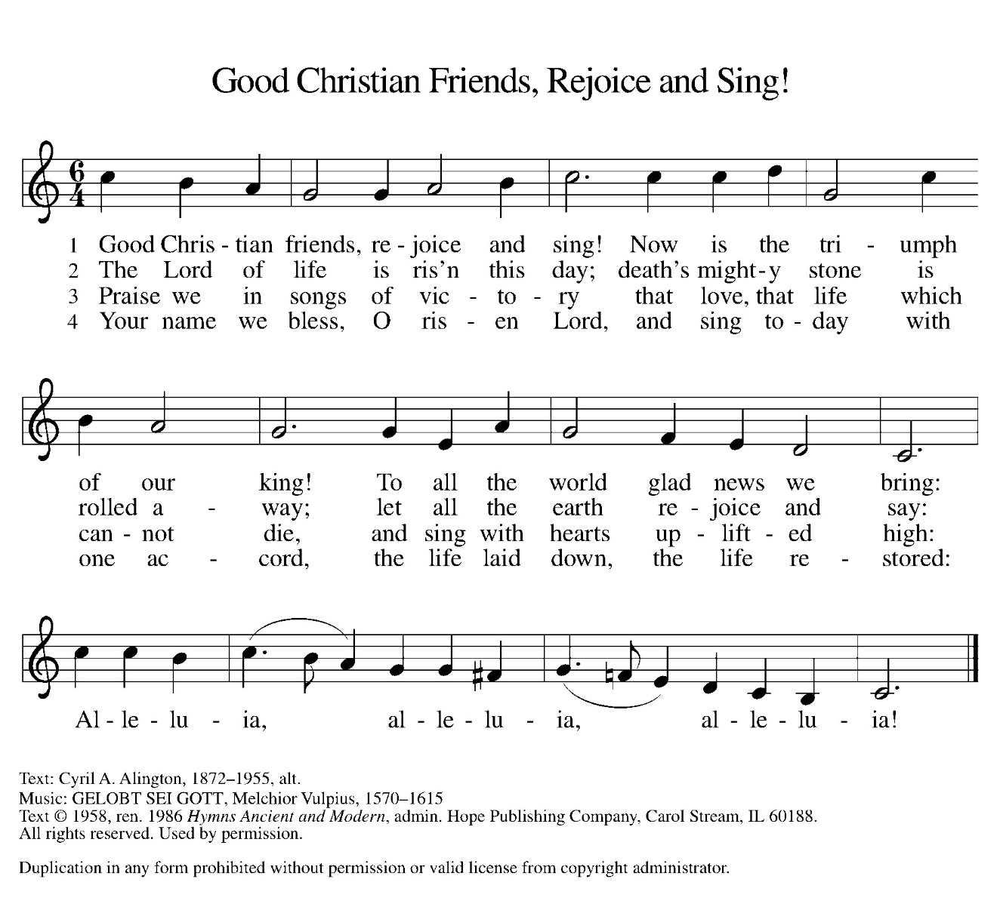 Good Christian Friends, Rejoice and Sing!
6
4
1 Good Chris - tian friends, re - joice and sing! Now is the tri - umph
2 The Lord of life is ris'n this day; death's might - y stone is
3 Praise we in songs of vic - to - ry that love, that life which
4 Your name we bless, O ris - en Lord, and sing to - day with
of our king! To all the world glad news we bring:
rolled a - way; let all the earth re - joice and say:
can - not die, and sing with hearts up - lift - ed high:
one ac - cord, the life laid down, the life re - stored:
Al - le - lu - ia, al - le - lu - ia, al - le - lu - ia!
Text: Cyril A. Alington, 1872–1955, alt.
Music: GELOBT SEI GOTT, Melchior Vulpius, 1570–1615
Text © 1958, ren. 1986 Hymns Ancient and Modern, admin. Hope Publishing Company, Carol Stream, IL 60188.
All rights reserved. Used by permission.
Duplication in any form prohibited without permission or valid license from copyright administrator.